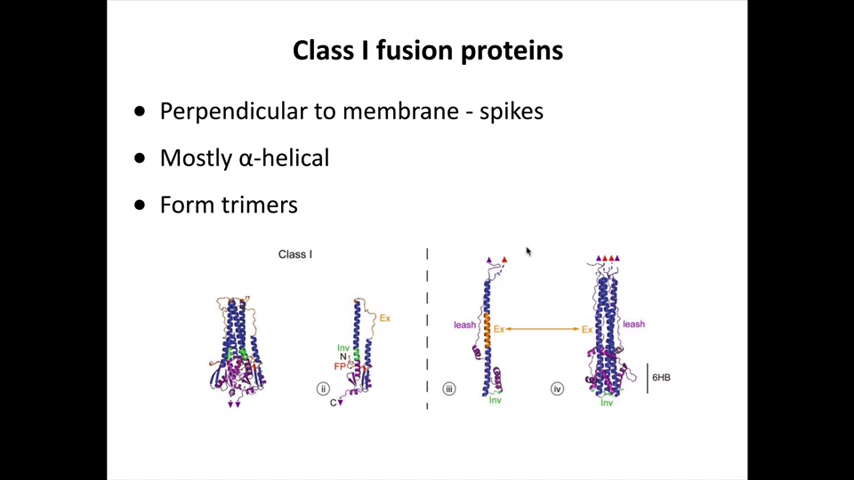 Class I fusion proteins
● Perpendicular to membrane - spikes
● Mostly α-helical
● Form trimers
Class I
Ex
Inv
N
FP
C
ii
leash
Ex
Inv
iii
Ex
leash
6HB
Inv
iv